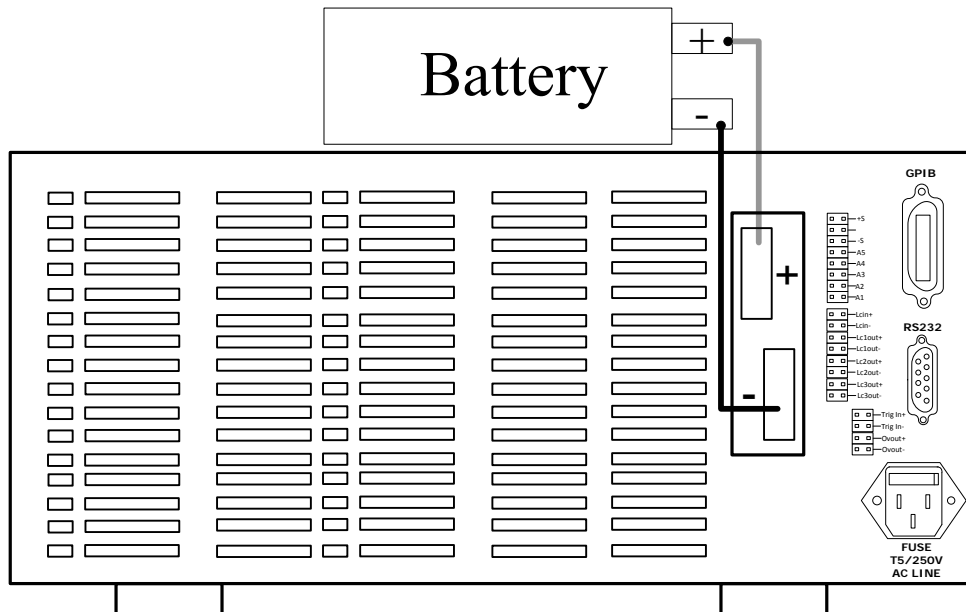 Battery
+
-
GPIB
+S
-S
A5
A4
A3
A2
A1
+
Lcin+
Lcin-
Lc1out+
Lc1out-
Lc2out+
Lc2out-
Lc3out+
Lc3out-
RS232
-
Trig In+
Trig In-
Ovout+
Ovout-
FUSE
T5/250V
AC LINE